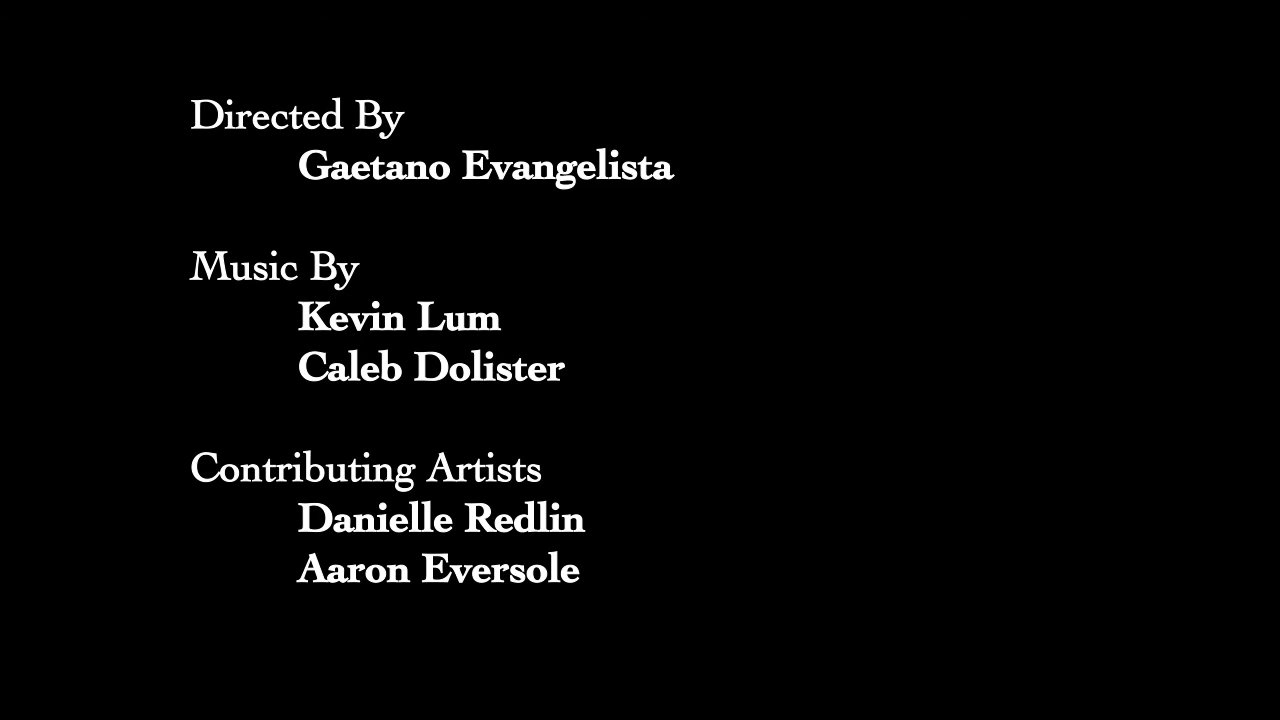 Directed By
Gaetano Evangelista
Music By
Kevin Lum
Caleb Dolister
Contributing Artists
Danielle Redlin
Aaron Eversole